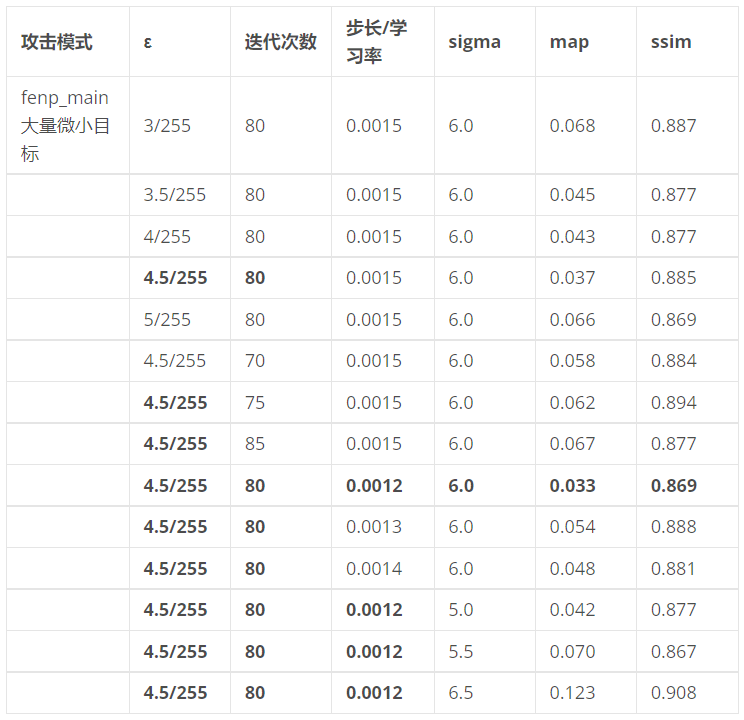 攻击模式 ε 迭代次数 步长/学习率 sigma map ssim
fenp_main大量微小目标 3/255 80 0.0015 6.0 0.068 0.887
3.5/255 80 0.0015 6.0 0.045 0.877
4/255 80 0.0015 6.0 0.043 0.877
4.5/255 80 0.0015 6.0 0.037 0.885
5/255 80 0.0015 6.0 0.066 0.869
4.5/255 70 0.0015 6.0 0.058 0.884
4.5/255 75 0.0015 6.0 0.062 0.894
4.5/255 85 0.0015 6.0 0.067 0.877
4.5/255 80 0.0012 6.0 0.033 0.869
4.5/255 80 0.0013 6.0 0.054 0.888
4.5/255 80 0.0014 6.0 0.048 0.881
4.5/255 80 0.0012 5.0 0.042 0.877
4.5/255 80 0.0012 5.5 0.070 0.867
4.5/255 80 0.0012 6.5 0.123 0.908